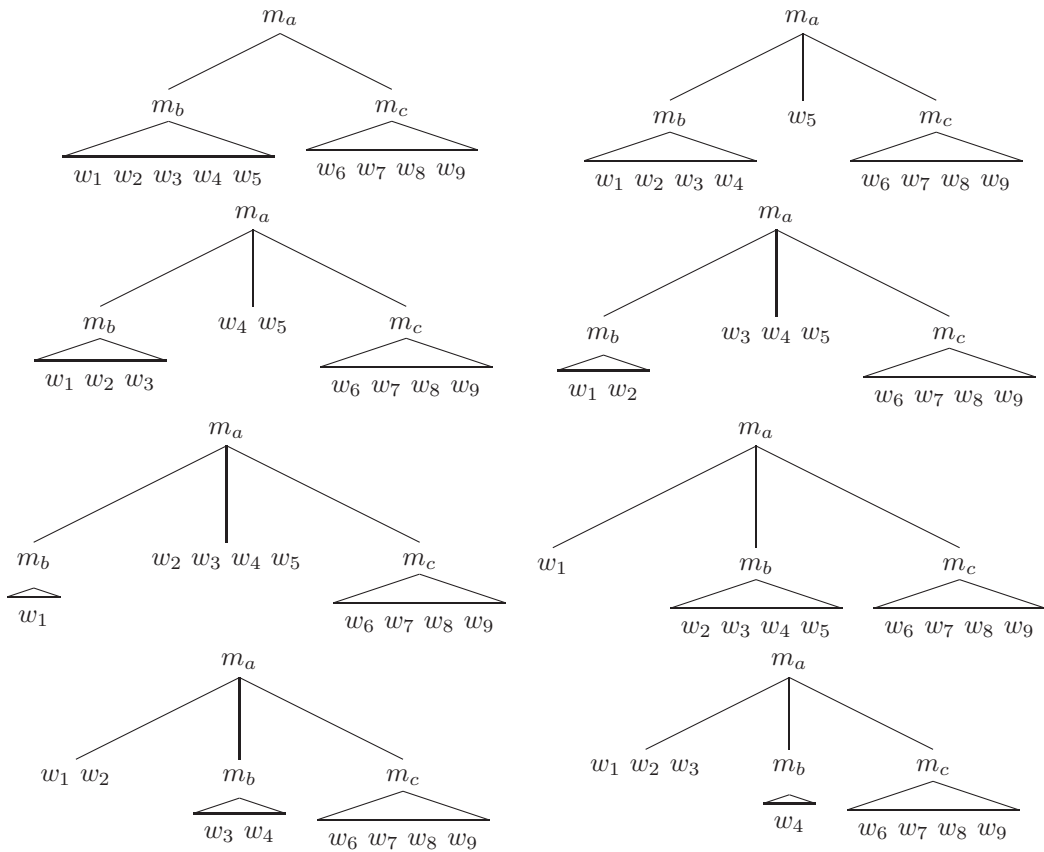 m_a m_a
m_b m_c m_b w_5 m_c
w_1 w_2 w_3 w_4 w_5 w_6 w_7 w_8 w_9 w_1 w_2 w_3 w_4 w_6 w_7 w_8 w_9
m_a m_a
m_b w_4 w_5 m_c m_b w_3 w_4 w_5 m_c
w_1 w_2 w_3 w_6 w_7 w_8 w_9 w_1 w_2 w_6 w_7 w_8 w_9
m_a m_a
m_b w_2 w_3 w_4 w_5 m_c w_1 m_b m_c
w_1 w_6 w_7 w_8 w_9 w_2 w_3 w_4 w_5 w_6 w_7 w_8 w_9
m_a m_a
w_1 w_2 m_b m_c w_1 w_2 w_3 m_b m_c
w_3 w_4 w_6 w_7 w_8 w_9 w_4 w_6 w_7 w_8 w_9